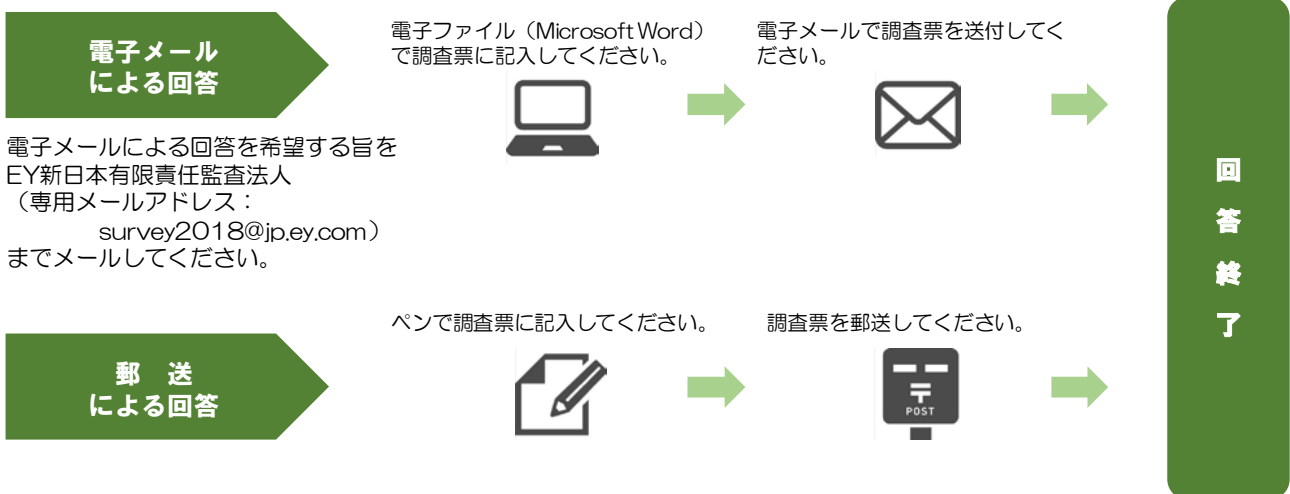 電子メール
による回答
電子ファイル（Microsoft Word）
で調査票に記入してください。
電子メールで調査票を送付してく
ださい。
電子メールによる回答を希望する旨を
EY新日本有限責任監査法人
（専用メールアドレス：
survey2018@jp.ey.com）
までメールしてください。
郵　送
による回答
ペンで調査票に記入してください。
調査票を郵送してください。
〒
POST
回
答
終
了